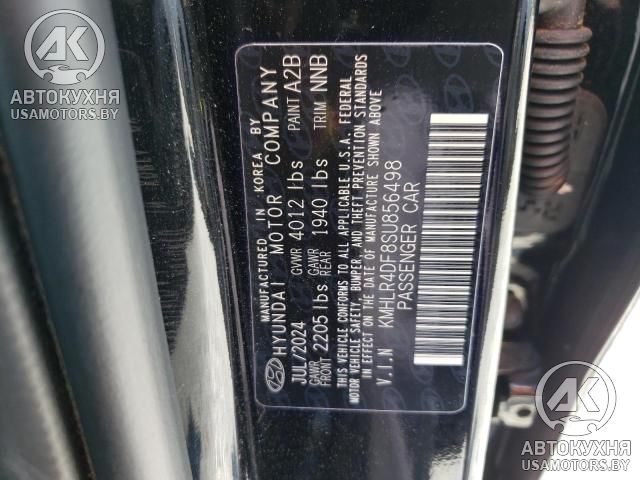 АК
АВТОКУХНЯ
USAMOTORS.BY
MANUFACTURED IN KOREA BY
HYUNDAI MOTOR COMPANY
JUL/2024 GVWR 4012 lbs PAINT A2B
GAWR FRONT 2205 lbs GAWR REAR 1940 lbs TRIM NNB
THIS VEHICLE CONFORMS TO ALL APPLICABLE U.S.A. FEDERAL
MOTOR VEHICLE SAFETY, BUMPER, AND THEFT PREVENTION STANDARDS
IN EFFECT ON THE DATE OF MANUFACTURE SHOWN ABOVE
V.I.N KMHLR4DF8SU856498
PASSENGER CAR
АК
АВТОКУХНЯ
USAMOTORS.BY